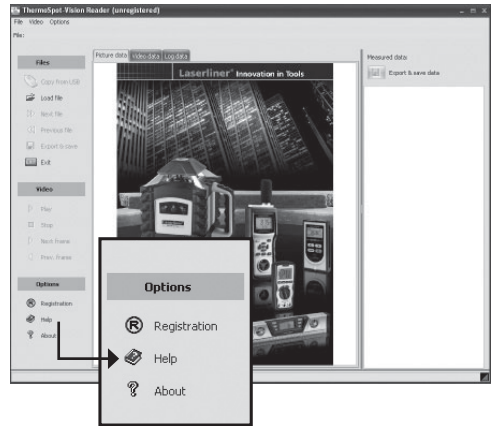 ThermoSpot-Vision Reader (unregistered)
File Video Options
File:
Files
Copy from USB
Load file
Next file
Previous file
Export & save
Exit
Video
Play
Stop
Next frame
Prev. frame
Options
Registration
Help
About
Picture data Video data Log data
Laserliner® Innovation in Tools
Measured data:
Export & save data
Options
Registration
Help
About